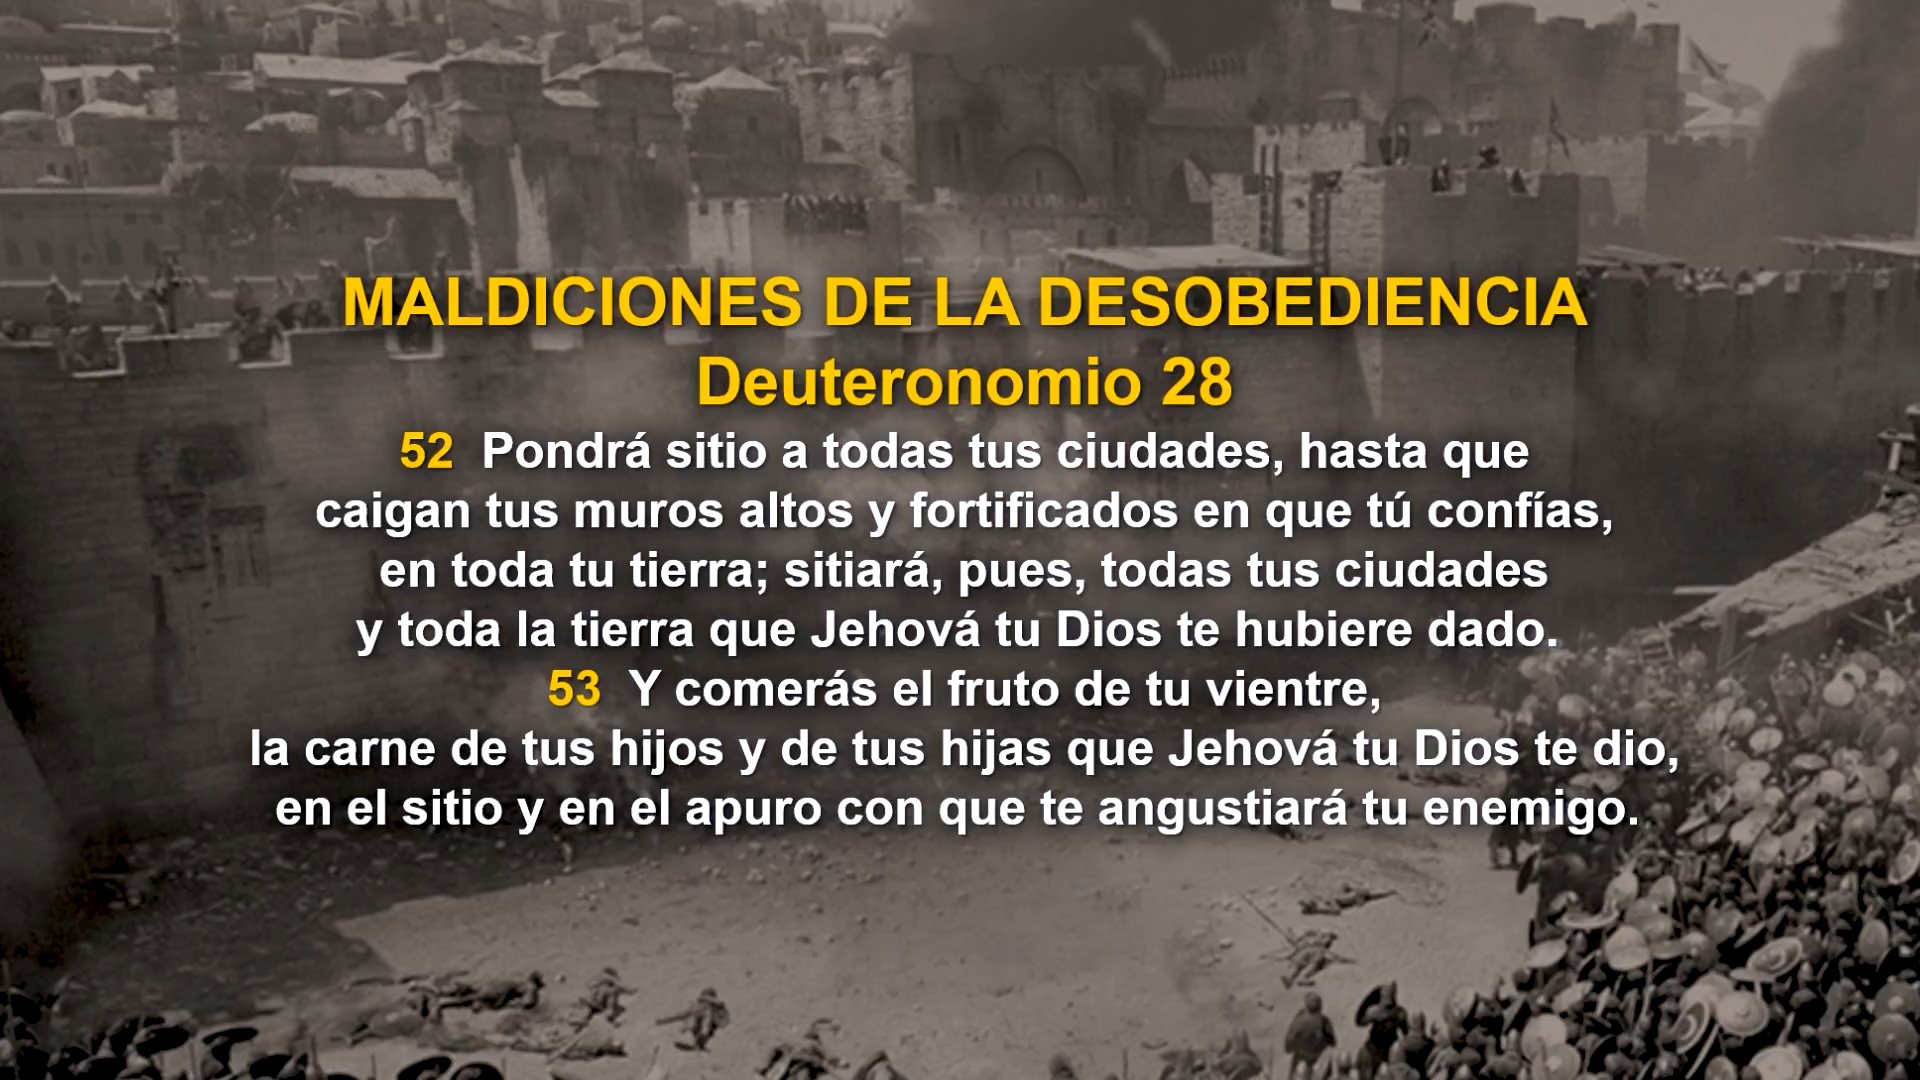 MALDICIONES DE LA DESOBEDIENCIA
Deuteronomio 28
52 Pondrá sitio a todas tus ciudades, hasta que
caigan tus muros altos y fortificados en que tú confías,
en toda tu tierra; sitiará, pues, todas tus ciudades
y toda la tierra que Jehová tu Dios te hubiere dado.
53 Y comerás el fruto de tu vientre,
la carne de tus hijos y de tus hijas que Jehová tu Dios te dio,
en el sitio y en el apuro con que te angustiará tu enemigo.